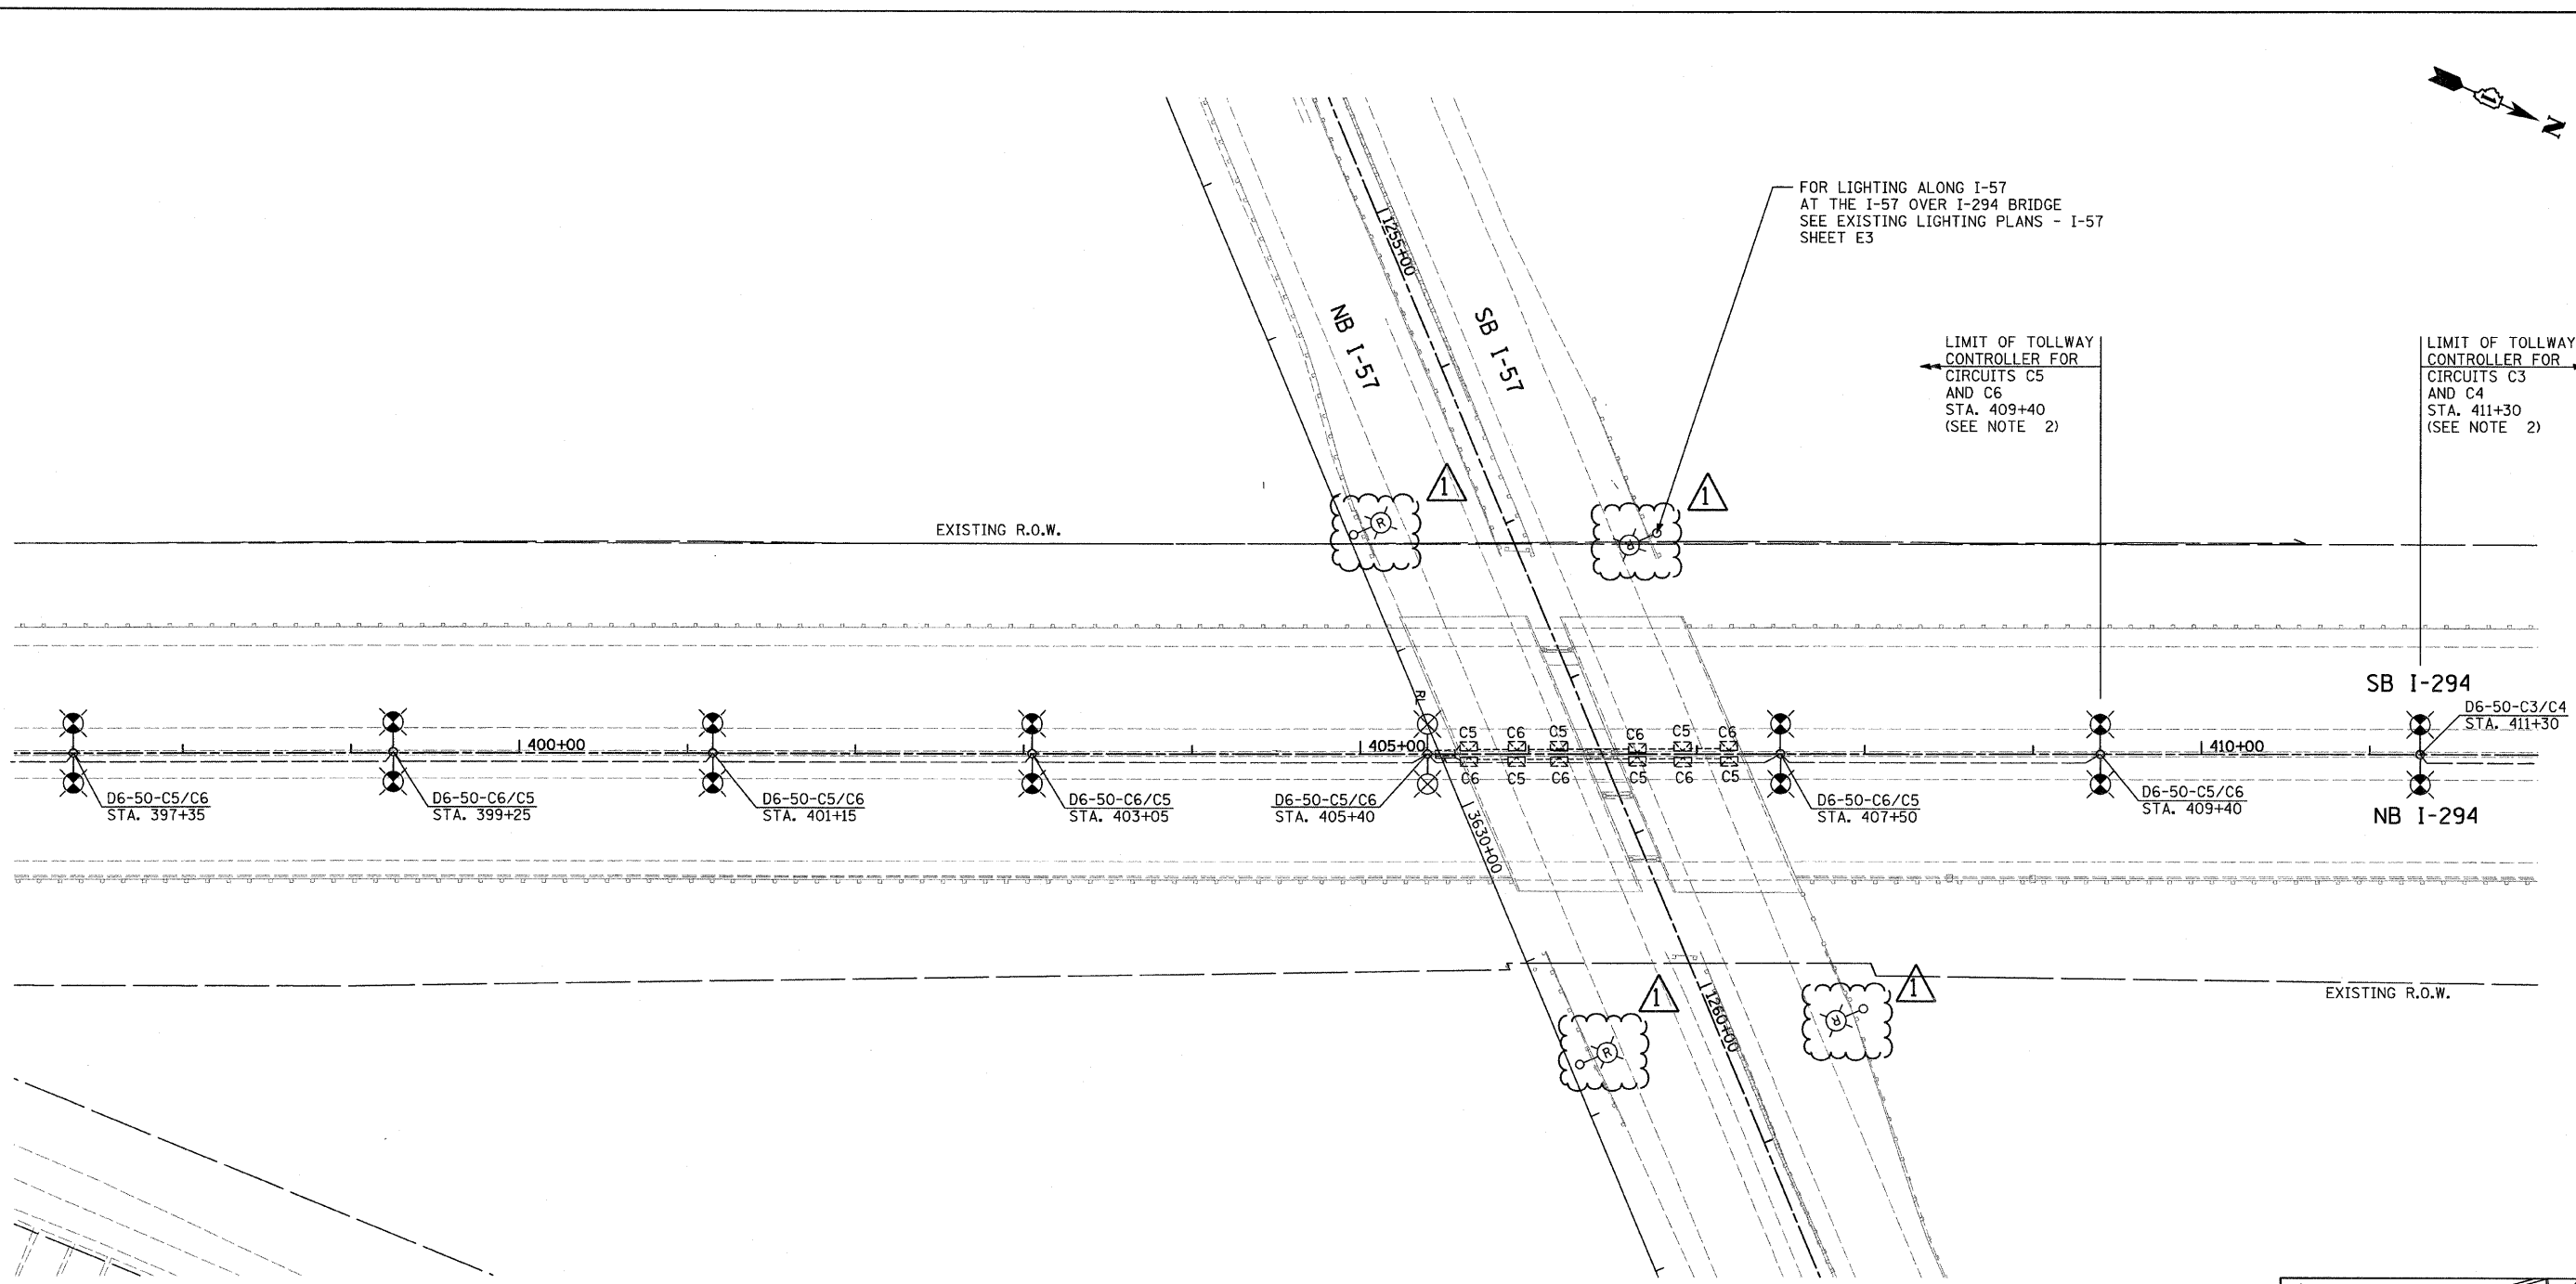 N
FOR LIGHTING ALONG I-57
AT THE I-57 OVER I-294 BRIDGE
SEE EXISTING LIGHTING PLANS - I-57
SHEET E3
1255+00
NB I-57
SB I-57
LIMIT OF TOLLWAY
CONTROLLER FOR
CIRCUITS C5
AND C6
STA. 409+40
(SEE NOTE 2)
LIMIT OF TOLLWAY
CONTROLLER FOR
CIRCUITS C3
AND C4
STA. 411+30
(SEE NOTE 2)
1
1
R
R
EXISTING R.O.W.
SB I-294
RL
D6-50-C3/C4
STA. 411+30
400+00
405+00
C5
C6
C5
C6
C5
C6
410+00
C6
C5
C6
C5
C6
C5
D6-50-C5/C6
STA. 397+35
D6-50-C6/C5
STA. 399+25
D6-50-C5/C6
STA. 401+15
D6-50-C6/C5
STA. 403+05
D6-50-C5/C6
STA. 405+40
D6-50-C6/C5
STA. 407+50
D6-50-C5/C6
STA. 409+40
NB I-294
3630+00
1
1
EXISTING R.O.W.
R
R
1260+00